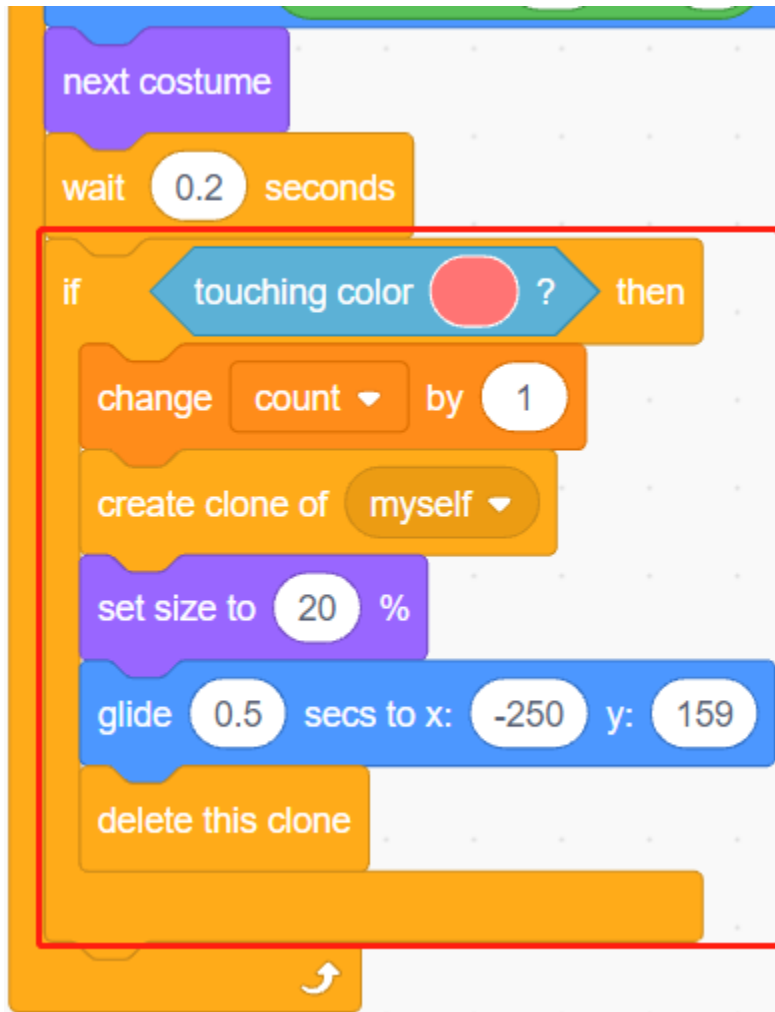 next costume
wait 0.2 seconds
if touching color ? then
change count by 1
create clone of myself
set size to 20 %
glide 0.5 secs to x: -250 y: 159
delete this clone